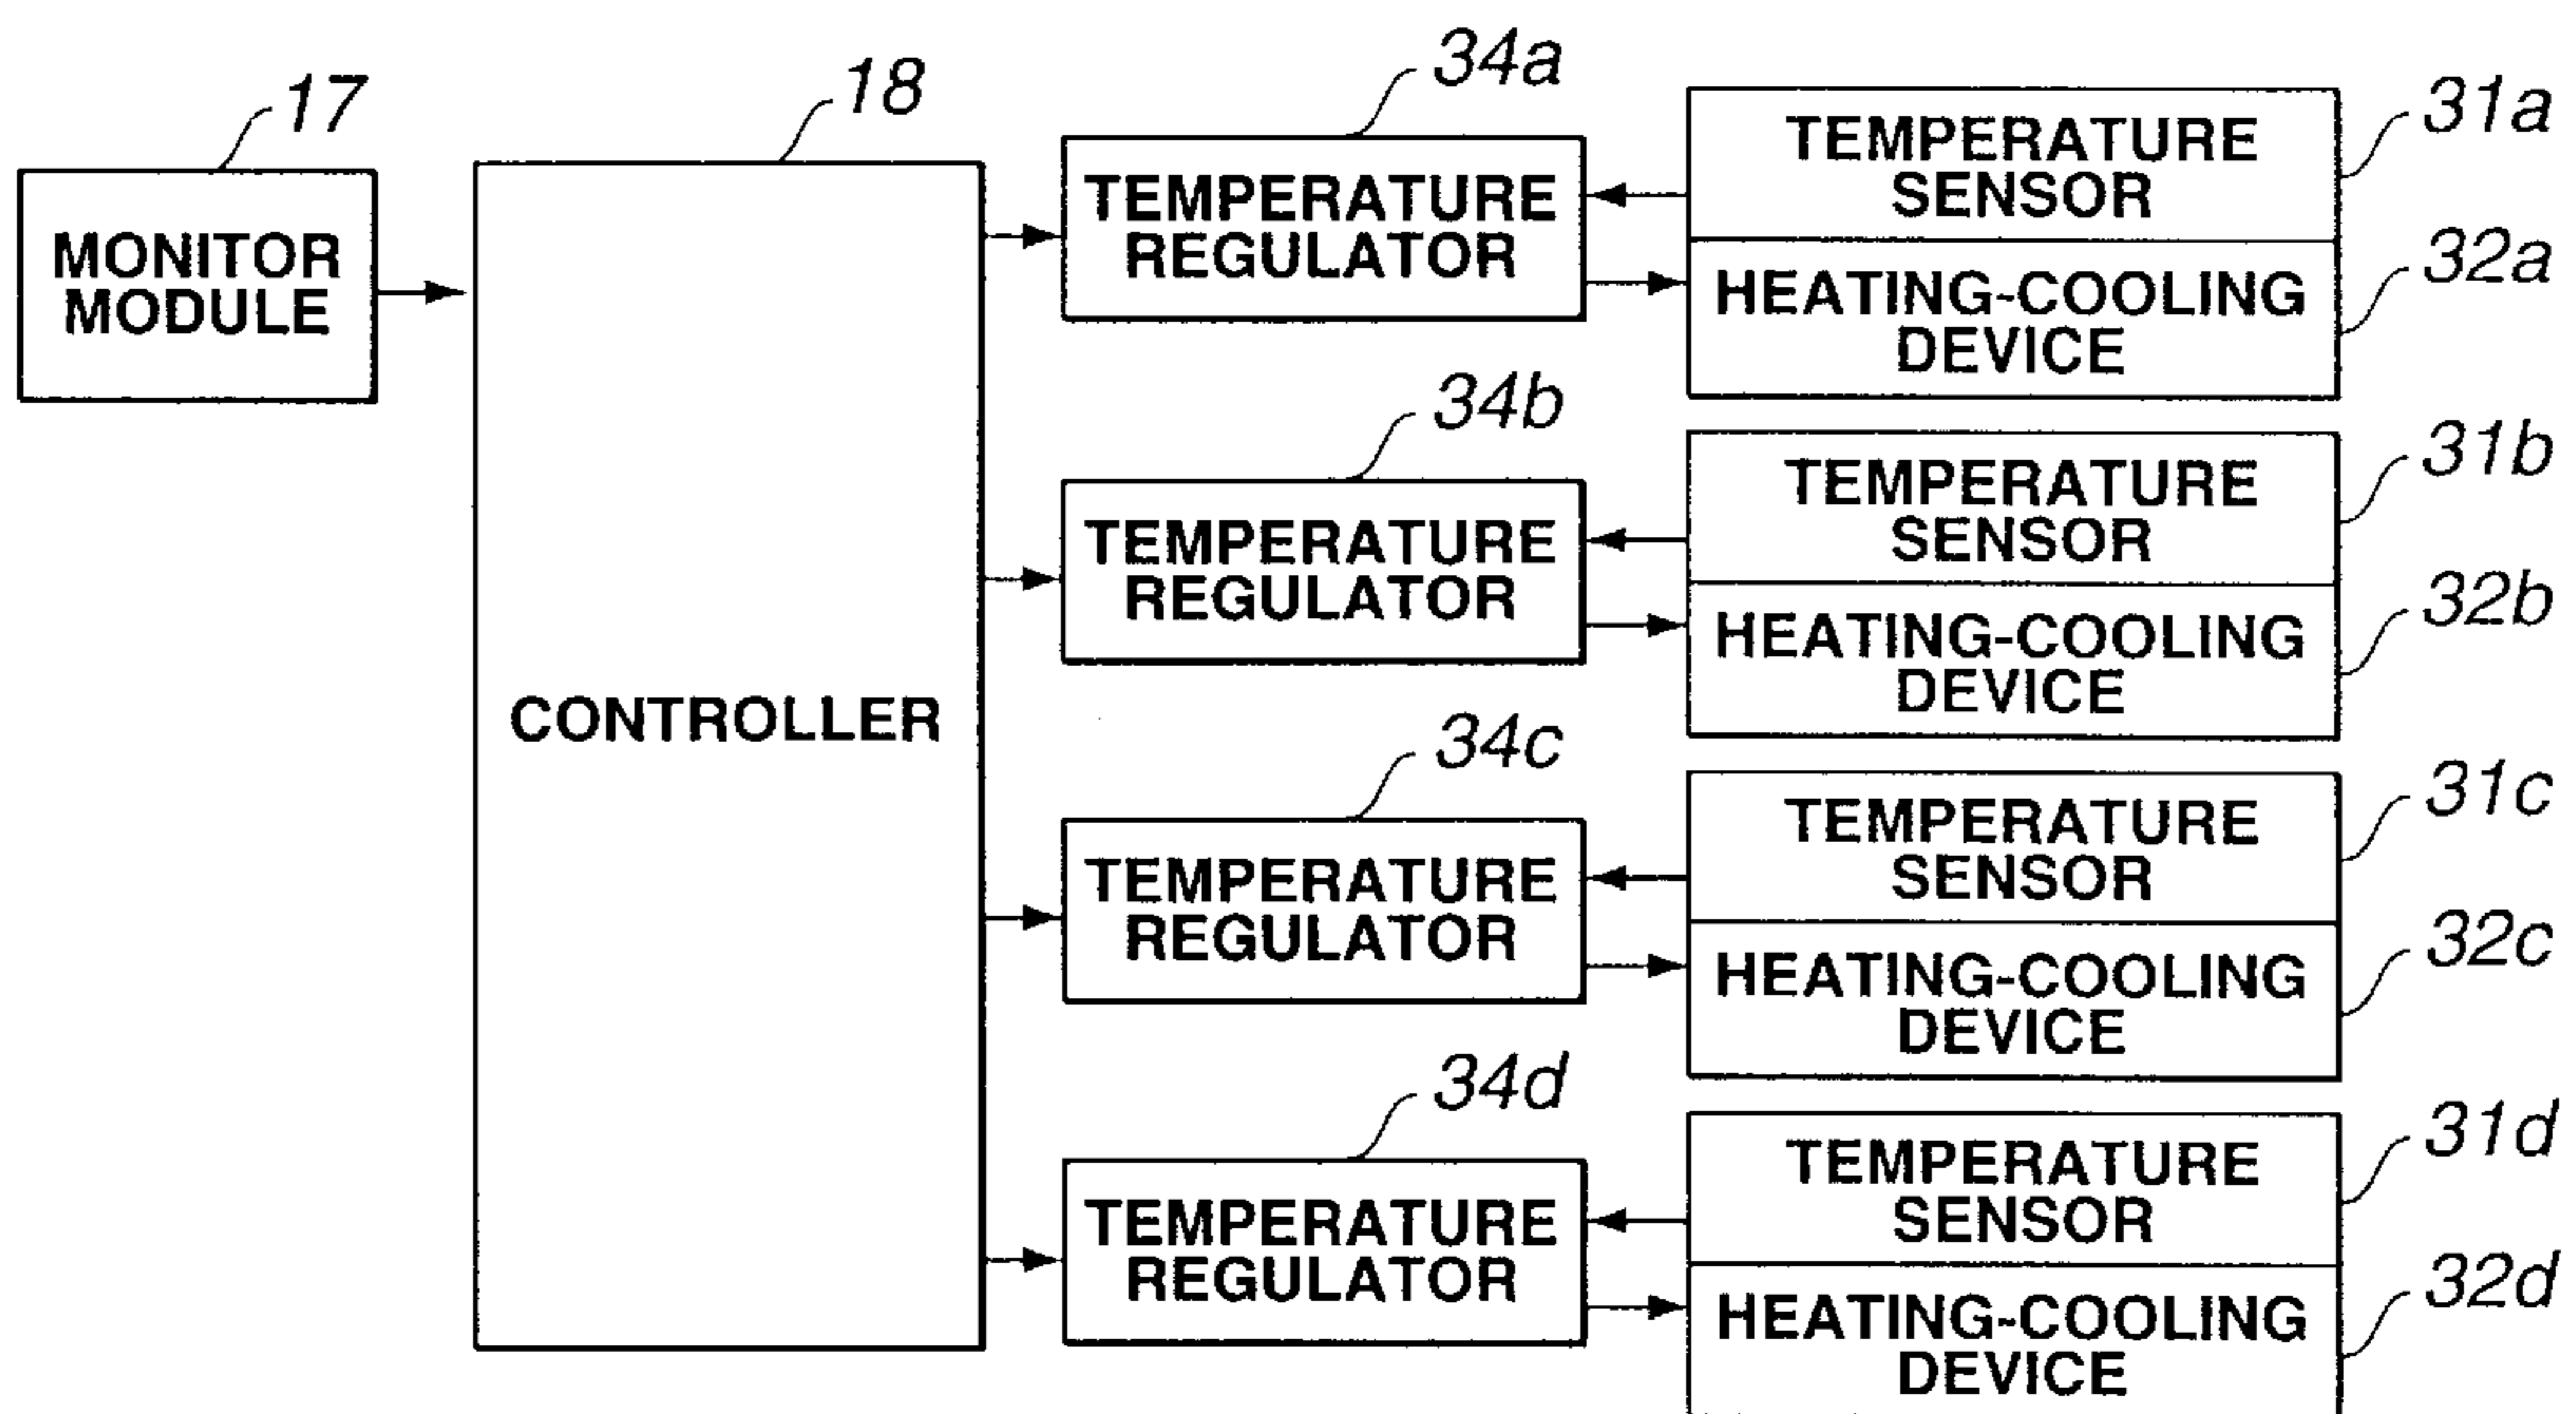 17
MONITOR
MODULE
18
CONTROLLER
34a
TEMPERATURE
REGULATOR
TEMPERATURE
SENSOR
31a
HEATING-COOLING
DEVICE
32a
34b
TEMPERATURE
REGULATOR
TEMPERATURE
SENSOR
31b
HEATING-COOLING
DEVICE
32b
34c
TEMPERATURE
REGULATOR
TEMPERATURE
SENSOR
31c
HEATING-COOLING
DEVICE
32c
34d
TEMPERATURE
REGULATOR
TEMPERATURE
SENSOR
31d
HEATING-COOLING
DEVICE
32d